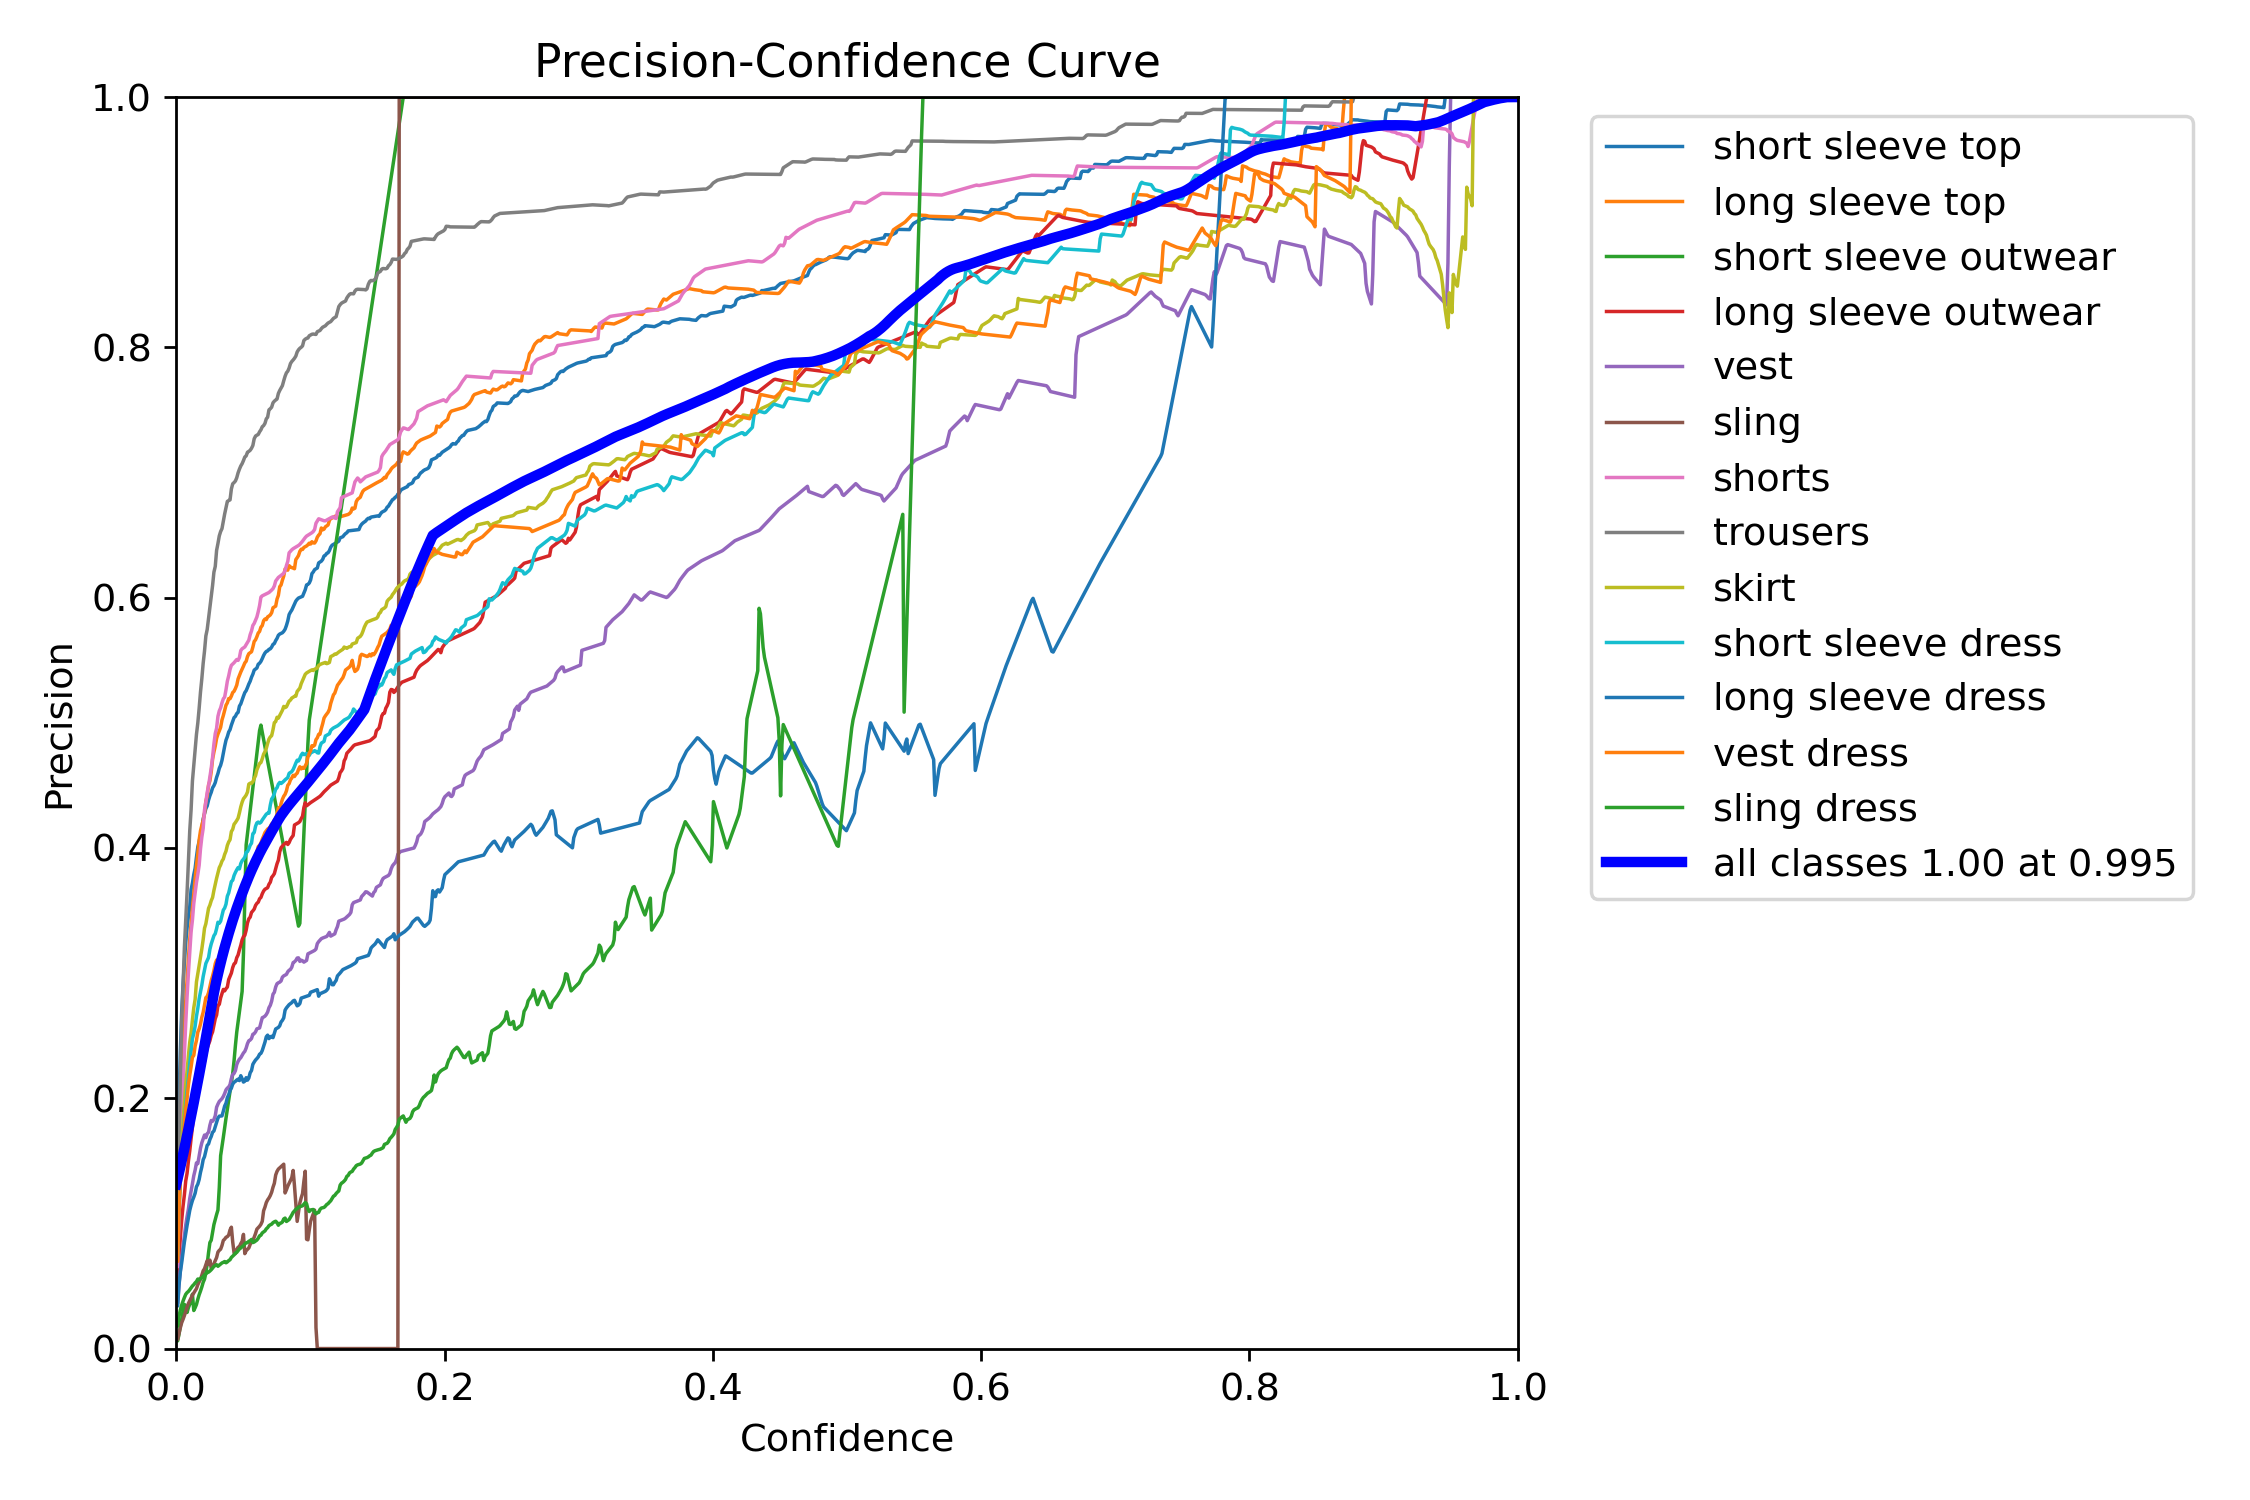 Precision-Confidence Curve
1.0
0.8
0.6
0.4
0.2
0.0
Precision
0.0 0.2 0.4 0.6 0.8 1.0
Confidence
short sleeve top
long sleeve top
short sleeve outwear
long sleeve outwear
vest
sling
shorts
trousers
skirt
short sleeve dress
long sleeve dress
vest dress
sling dress
all classes 1.00 at 0.995